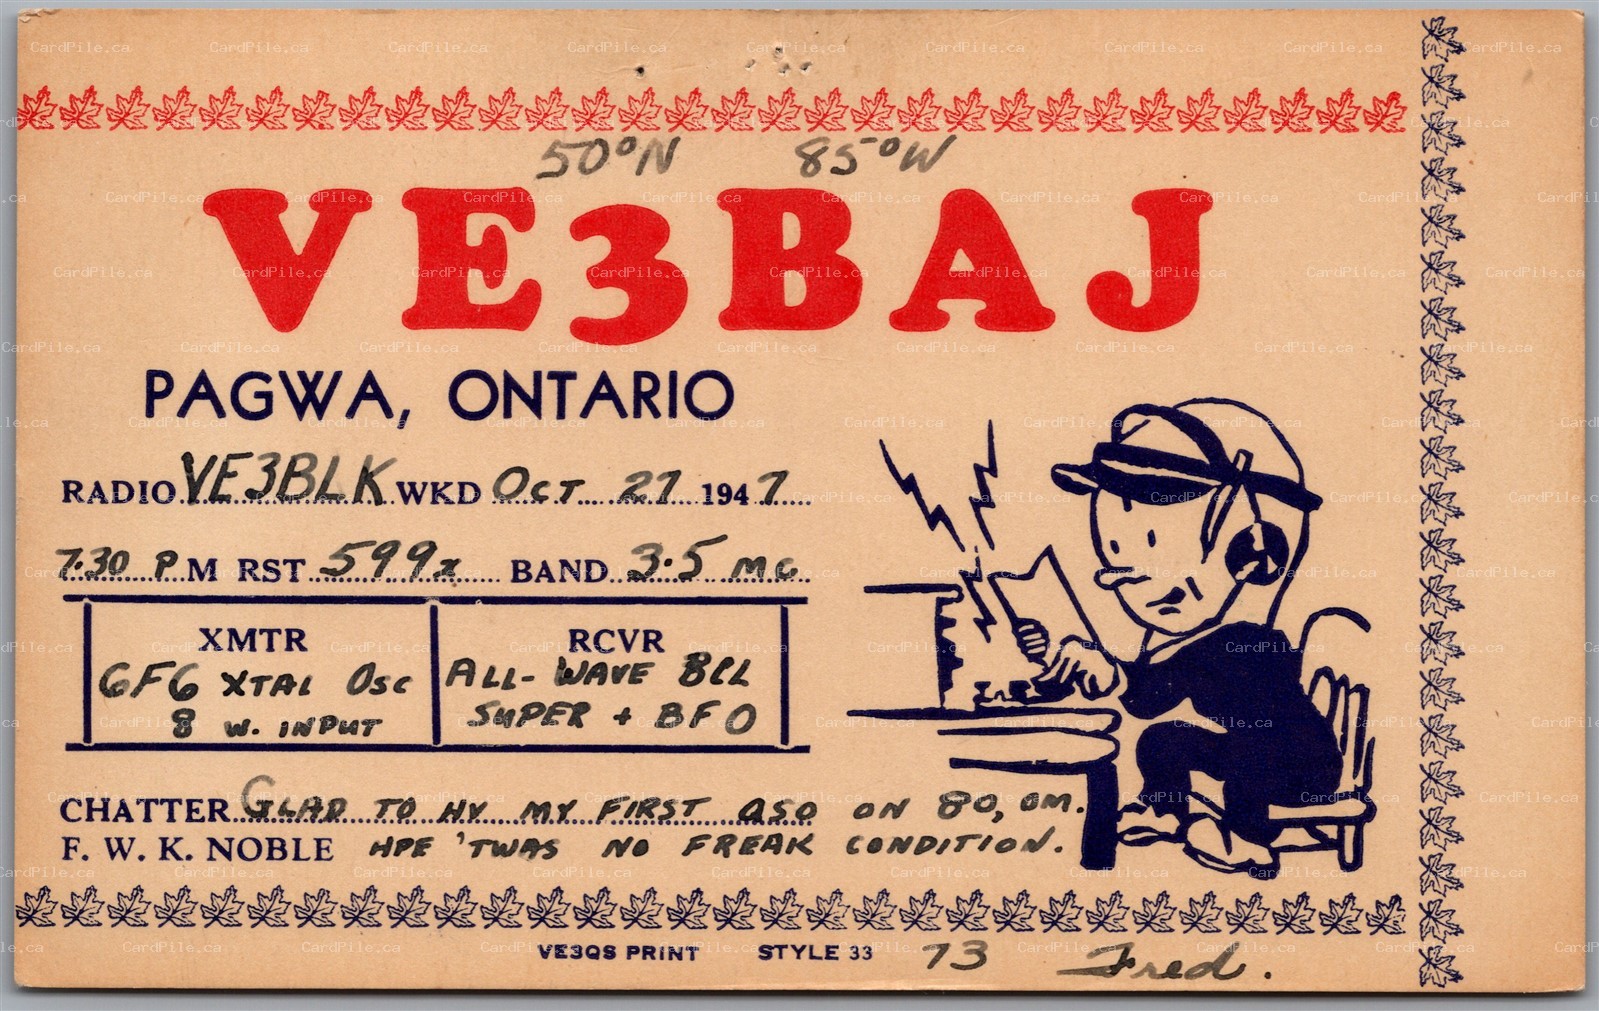 50°N 85°W
VE3BAJ
PAGWA, ONTARIO
RADIO VE3BLK WKD OCT 27 1947
7.30 P.M RST 599x BAND 3.5 MC
XMTR
6F6 XTAL OSC
8 W. INPUT
RCVR
ALL-WAVE BCL
SUPER + BFO
CHATTER GLAD TO HV MY FIRST QSO ON 80, OM.
F. W. K. NOBLE HPE 'TWAS NO FREAK CONDITION.
VE3QS PRINT STYLE 33 73 Fred.
CardPile.ca